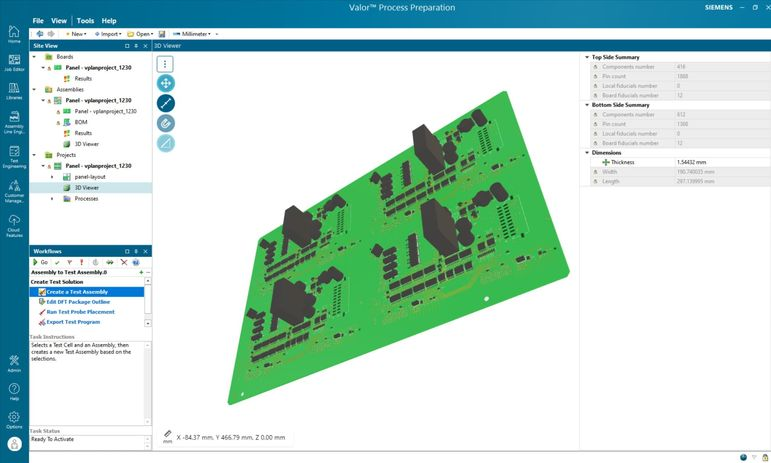 Valor™ Process Preparation
SIEMENS
File View Tools Help
New Import Open Millimeter
Home
Job Editor
Libraries
Assembly
Line Engi...
Test
Engineering
Customer
Manage...
Cloud
Features
Admin
Help
Options
Site View
Boards
Panel - vplanproject_1230
Results
Assemblies
Panel - vplanproject_1230
Panel - vplanproject_1230
BOM
Results
3D Viewer
Projects
Panel - vplanproject_1230
panel-layout
3D Viewer
Processes
Workflows
Go
Assembly to Test Assembly.0
Create Test Solution
Create a Test Assembly
Edit DFT Package Outline
Run Test Probe Placement
Export Test Program
Task Instructions
Selects a Test Cell and an Assembly, then
creates a new Test Assembly based on the
selections.
Task Status
Ready To Activate
3D Viewer
mm
X -84.37 mm, Y 466.79 mm, Z 0.00 mm
Top Side Summary
Components number 416
Pin count 1868
Local fiducials number 0
Board fiducials number 12
Bottom Side Summary
Components number 612
Pin count 1308
Local fiducials number 0
Board fiducials number 12
Dimensions
Thickness 1.54432 mm
Width 190.740035 mm
Length 297.139995 mm